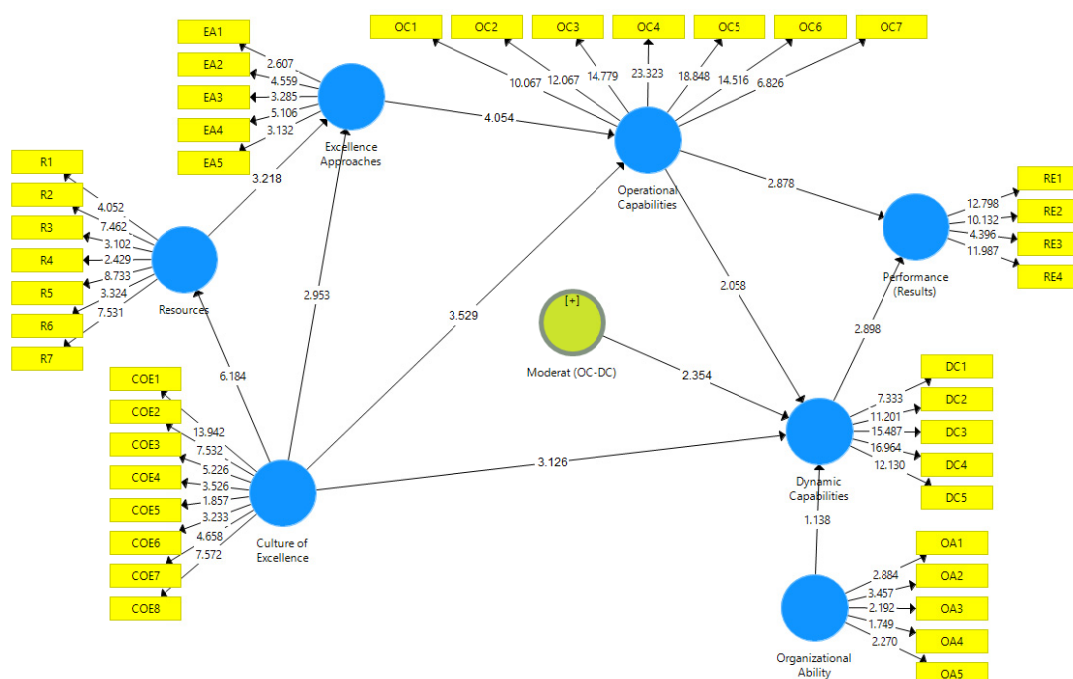 OC1 OC2 OC3 OC4 OC5 OC6 OC7
10.067 12.067 14.779 23.323 18.848 14.516 6.826
EA1
EA2
EA3
EA4
EA5
2.607
4.559
3.285
5.106
3.132
Excellence
Approaches
4.054
Operational
Capabilities
R1
R2
R3
R4
R5
R6
R7
4.052
7.462
3.102
2.429
8.733
3.324
7.531
Resources
3.218
2.953
3.529
2.878
2.058
RE1
RE2
RE3
RE4
12.798
10.132
4.396
11.987
Performance
(Results)
[+]
Moderat (OC-DC)
2.354
2.898
6.184
COE1
COE2
COE3
COE4
COE5
COE6
COE7
COE8
13.942
7.532
5.226
3.526
1.857
3.233
4.658
7.572
Culture of
Excellence
3.126
DC1
DC2
DC3
DC4
DC5
7.333
11.201
15.487
16.964
12.130
Dynamic
Capabilities
1.138
OA1
OA2
OA3
OA4
OA5
2.884
3.457
2.192
1.749
2.270
Organizational
Ability